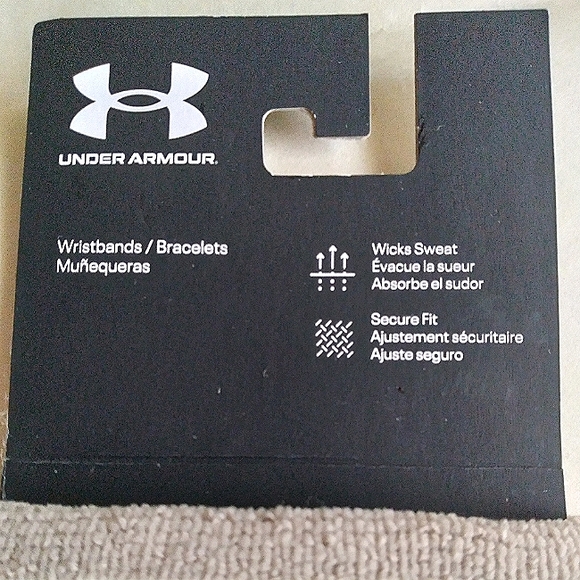 UNDER ARMOUR.
Wristbands / Bracelets
Muñequeras
Wicks Sweat
Évacue la sueur
Absorbe el sudor
Secure Fit
Ajustement sécuritaire
Ajuste seguro